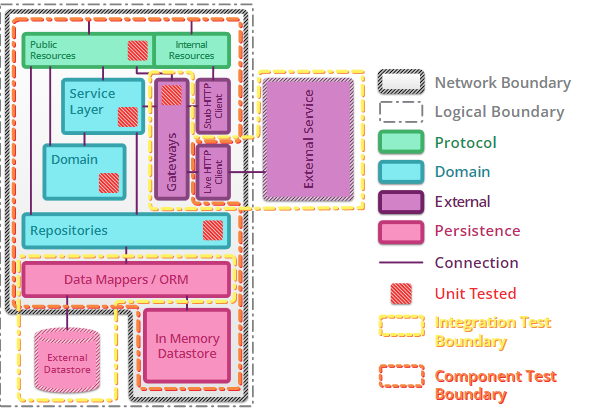 Public
Resources
Internal
Resources
Service
Layer
Gateways
Stub HTTP
Client
External Service
Domain
Live HTTP
Client
Repositories
Data Mappers / ORM
External
Datastore
In Memory
Datastore
Network Boundary
Logical Boundary
Protocol
Domain
External
Persistence
Connection
Unit Tested
Integration Test
Boundary
Component Test
Boundary